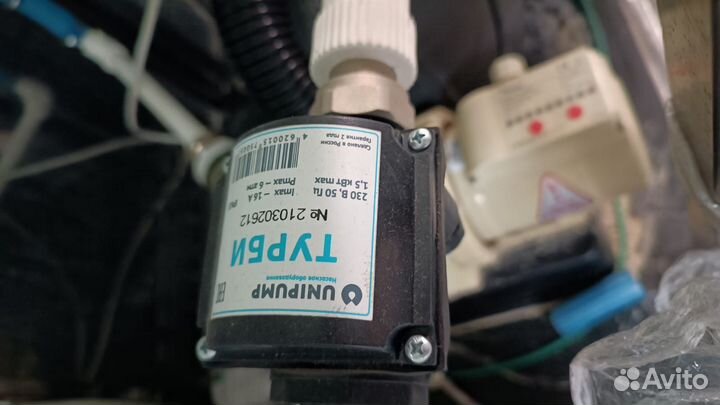 UNIPUMP
Насосное оборудование
ТУРБИ
№ 210302612
230 В, 50 Гц
1,5 кВт max
Imax – 16 А
Pmax – 6 атм
Сделано в России
Гарантия 2 года
EAC
Avito